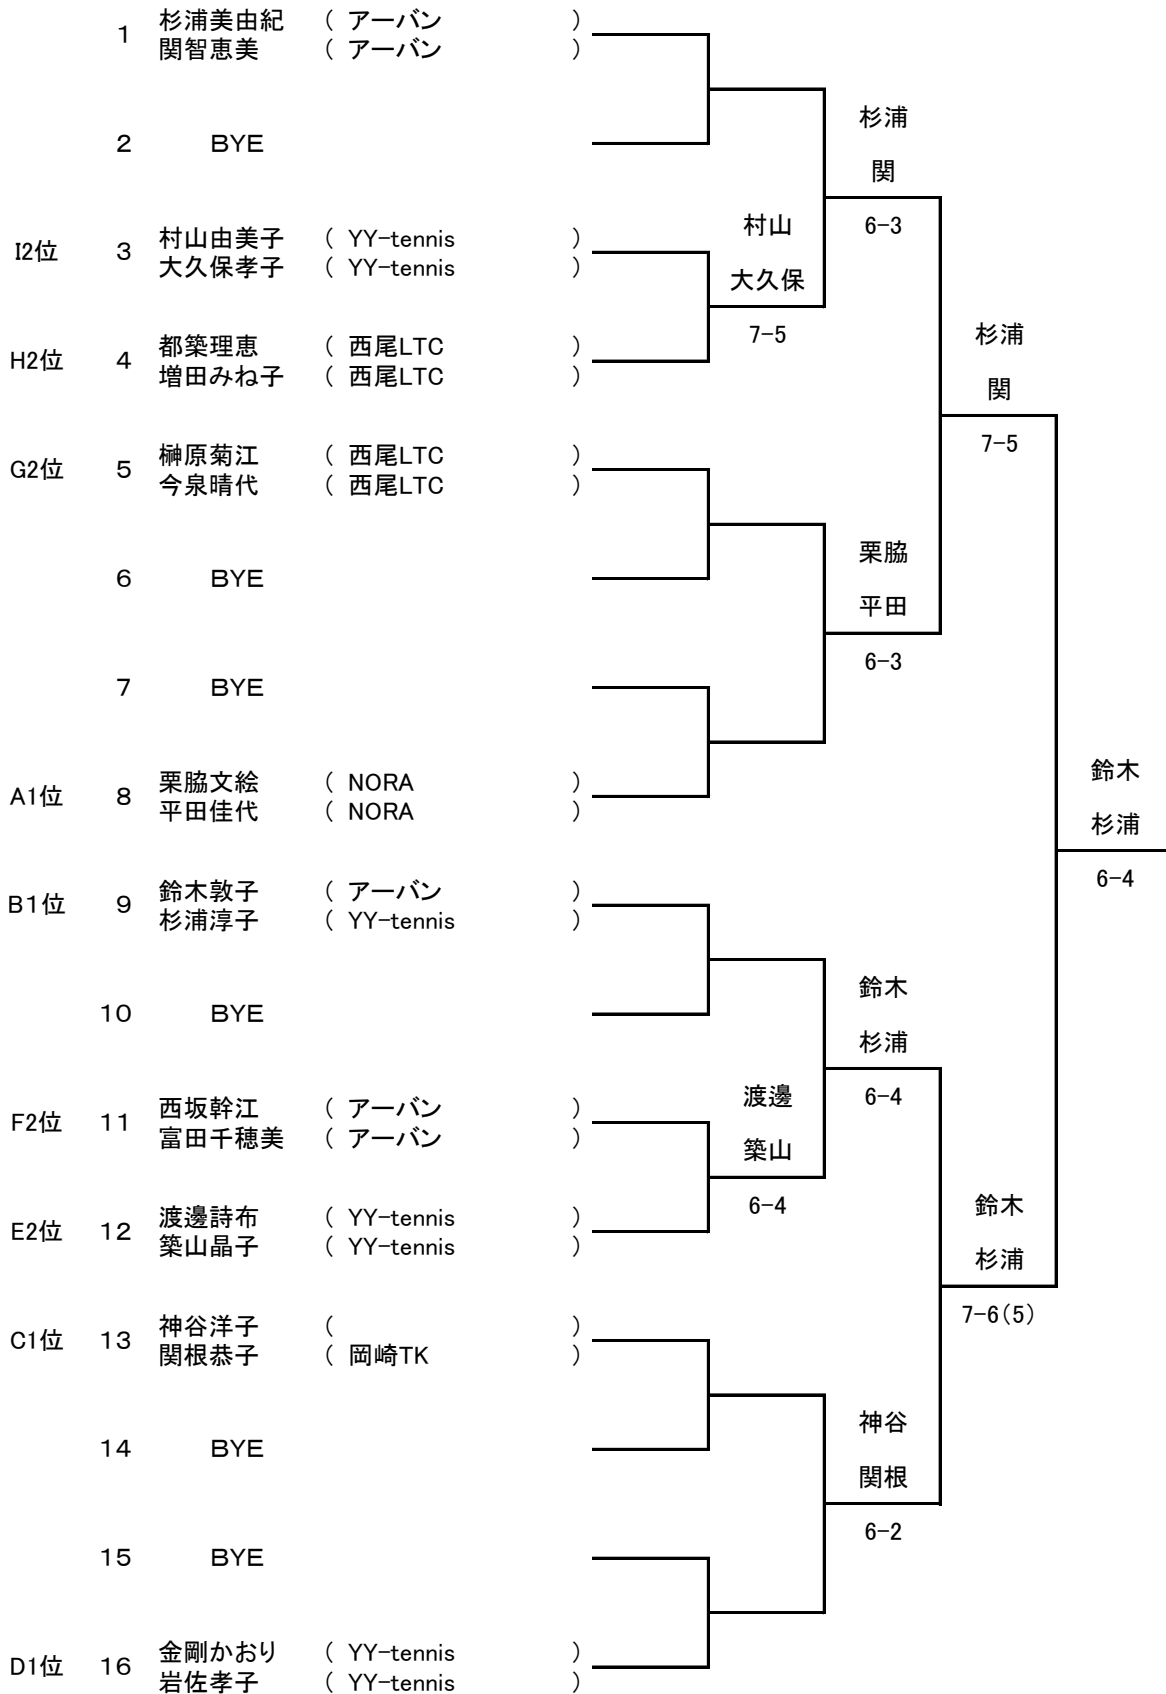 1 杉浦美由紀 ( アーバン )
関智恵美 ( アーバン )
杉浦
2 BYE
関
6-3
村山
I2位 3 村山由美子 ( YY-tennis )
大久保孝子 ( YY-tennis )
大久保
7-5
杉浦
H2位 4 都築理恵 ( 西尾LTC )
増田みね子 ( 西尾LTC )
関
7-5
G2位 5 榊原菊江 ( 西尾LTC )
今泉晴代 ( 西尾LTC )
栗脇
6 BYE
平田
6-3
7 BYE
鈴木
A1位 8 栗脇文絵 ( NORA )
平田佳代 ( NORA )
杉浦
6-4
B1位 9 鈴木敦子 ( アーバン )
杉浦淳子 ( YY-tennis )
鈴木
10 BYE
杉浦
6-4
渡邊
F2位 11 西坂幹江 ( アーバン )
富田千穂美 ( アーバン )
築山
6-4
鈴木
E2位 12 渡邊詩布 ( YY-tennis )
築山晶子 ( YY-tennis )
杉浦
7-6(5)
C1位 13 神谷洋子 ( )
関根恭子 ( 岡崎TK )
神谷
14 BYE
関根
6-2
15 BYE
D1位 16 金剛かおり ( YY-tennis )
岩佐孝子 ( YY-tennis )